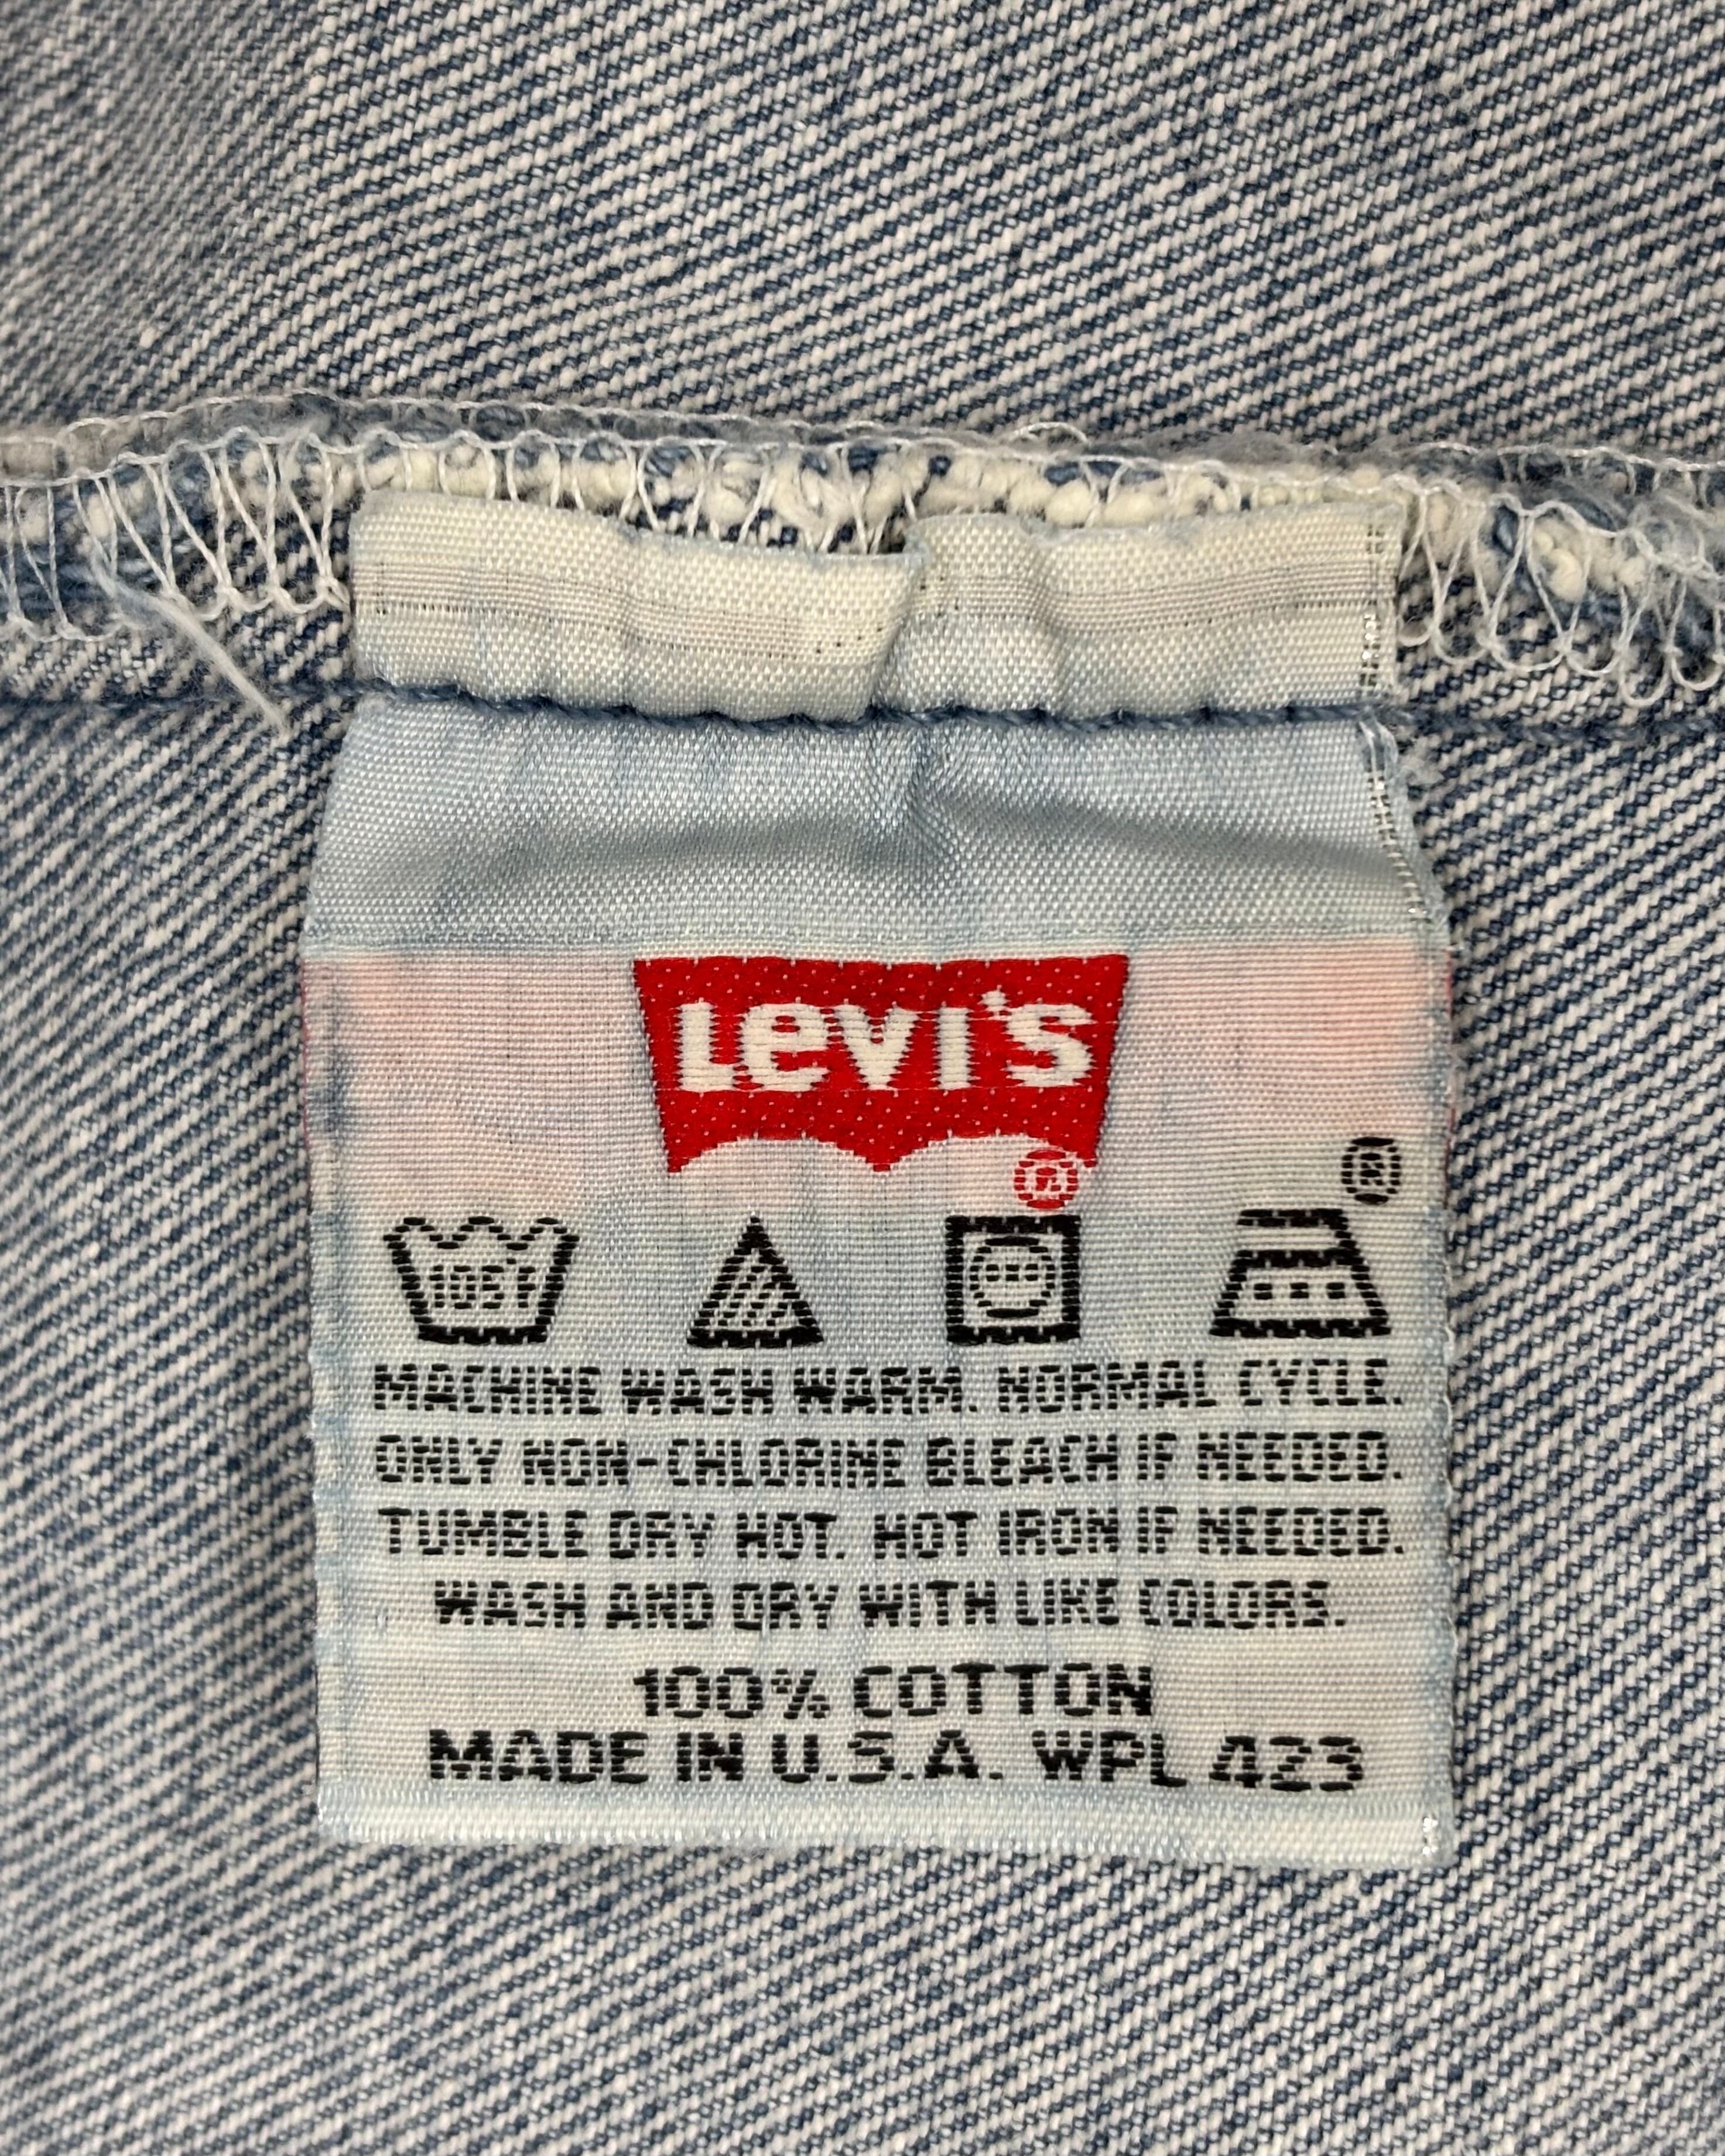 Levi's
®
®
105F
MACHINE WASH WARM. NORMAL CYCLE.
ONLY NON-CHLORINE BLEACH IF NEEDED.
TUMBLE DRY HOT. HOT IRON IF NEEDED.
WASH AND DRY WITH LIKE COLORS.
100% COTTON
MADE IN U.S.A. WPL 423